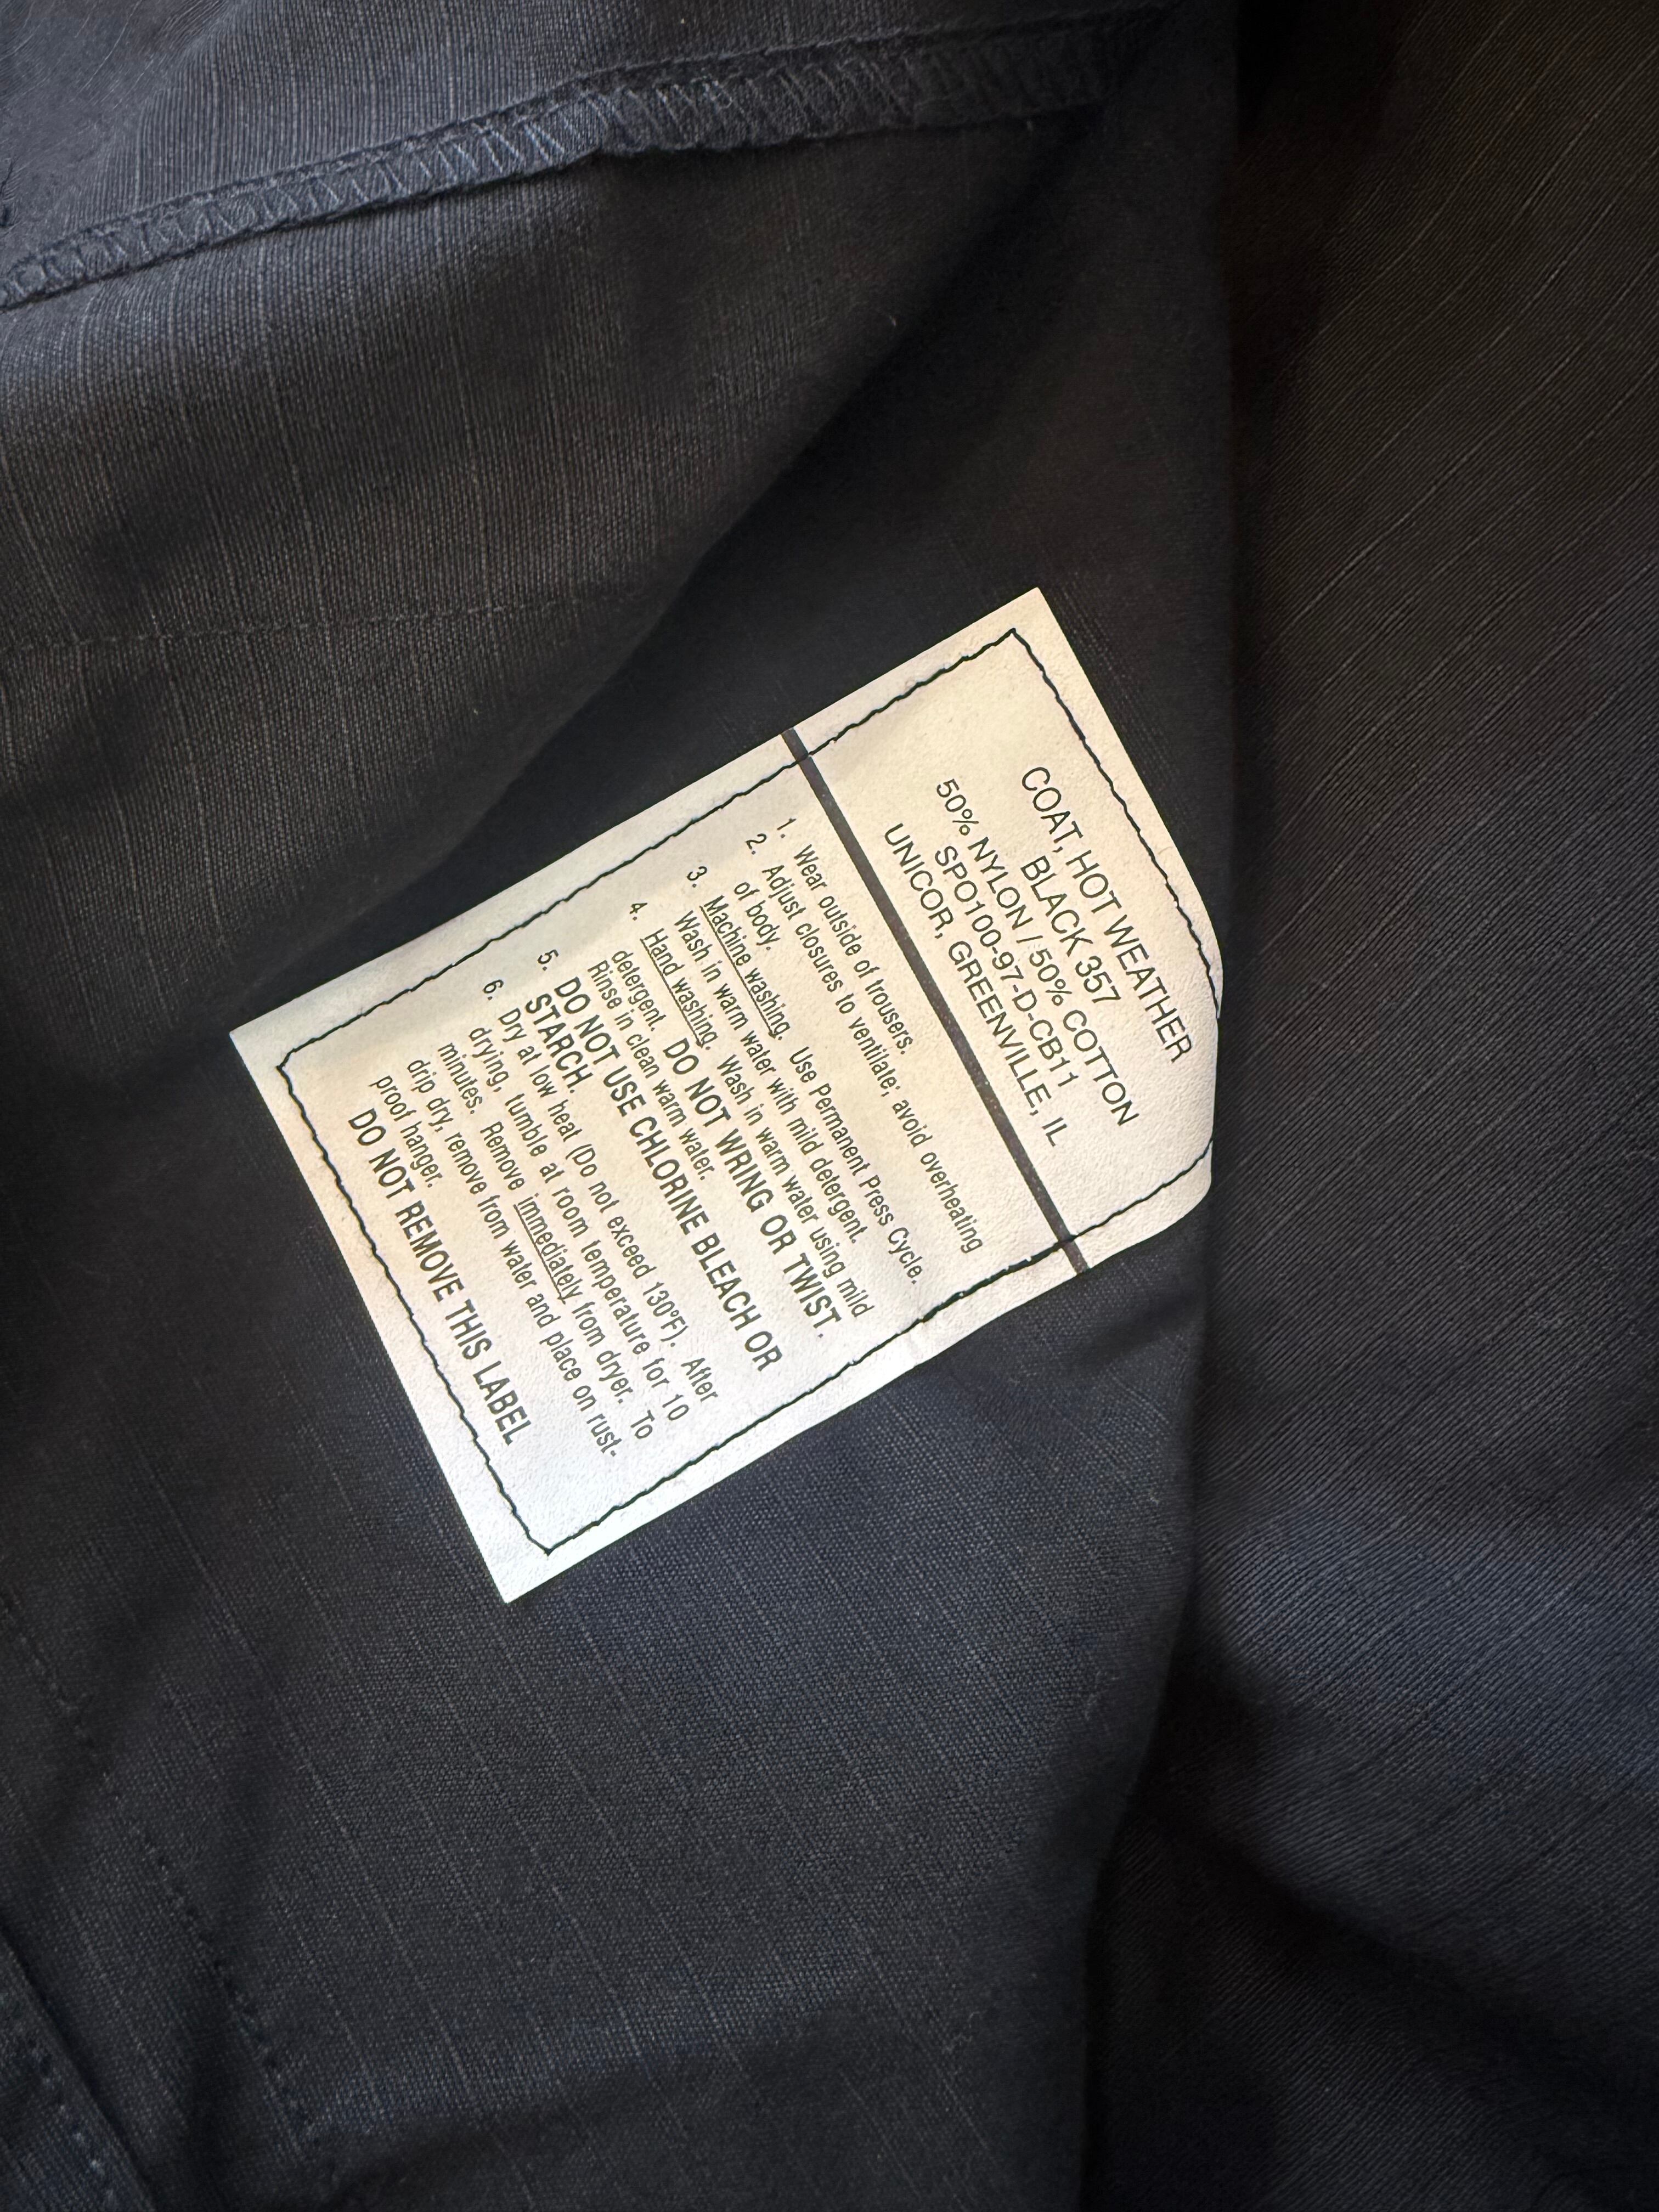 COAT, HOT WEATHER
BLACK 357
50% NYLON / 50% COTTON
SPO100-97-D-CB11
UNICOR, GREENVILLE, IL
1. Wear outside of trousers.
2. Adjust closures to ventilate; avoid overheating
of body.
3. Machine washing. Use Permanent Press Cycle.
Wash in warm water with mild detergent.
4. Hand washing. Wash in warm water using mild
detergent. DO NOT WRING OR TWIST.
Rinse in clean warm water.
5. DO NOT USE CHLORINE BLEACH OR
STARCH.
6. Dry at low heat (Do not exceed 130°F). After
drying, tumble at room temperature for 10
minutes. Remove immediately from dryer. To
drip dry, remove from water and place on rust-
proof hanger.
DO NOT REMOVE THIS LABEL